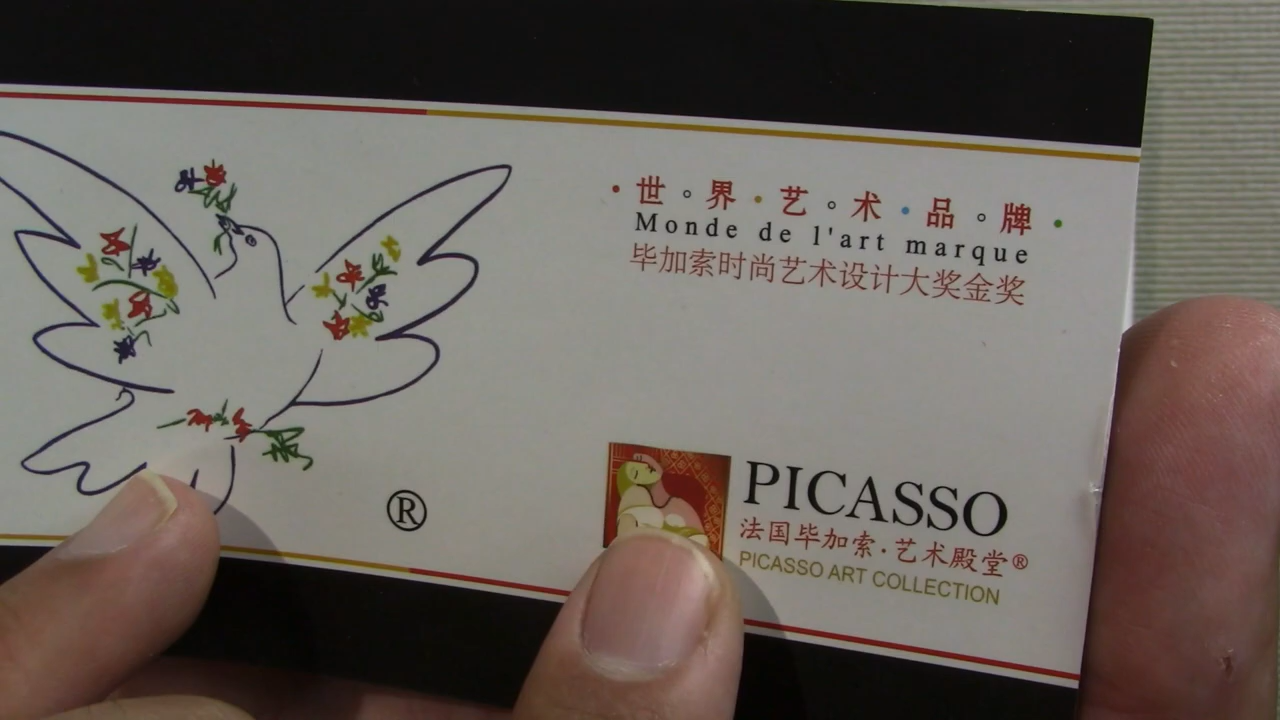 ·世。界·艺。术·品。牌·
Monde de l'art marque
毕加索时尚艺术设计大奖金奖
®
PICASSO
法国毕加索·艺术殿堂®
PICASSO ART COLLECTION